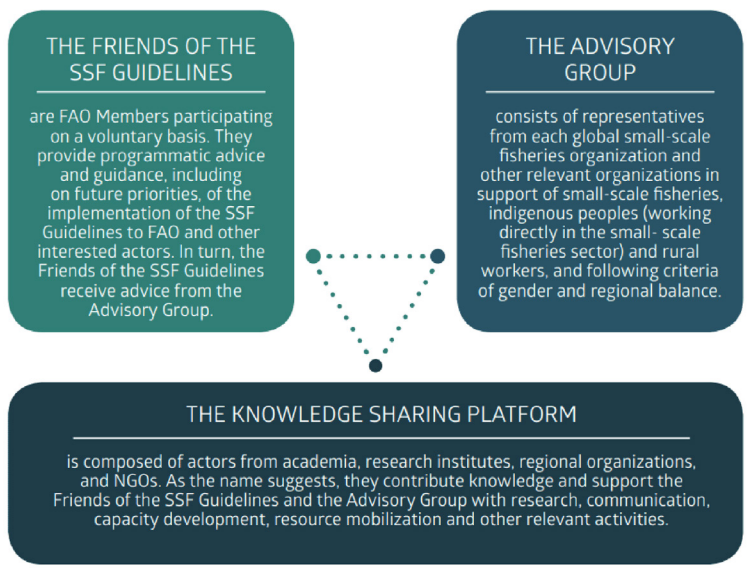 THE FRIENDS OF THE
SSF GUIDELINES
are FAO Members participating
on a voluntary basis. They
provide programmatic advice
and guidance, including
on future priorities, of the
implementation of the SSF
Guidelines to FAO and other
interested actors. In turn, the
Friends of the SSF Guidelines
receive advice from the
Advisory Group.
THE ADVISORY
GROUP
consists of representatives
from each global small-scale
fisheries organization and
other relevant organizations in
support of small-scale fisheries,
indigenous peoples (working
directly in the small- scale
fisheries sector) and rural
workers, and following criteria
of gender and regional balance.
THE KNOWLEDGE SHARING PLATFORM
is composed of actors from academia, research institutes, regional organizations,
and NGOs. As the name suggests, they contribute knowledge and support the
Friends of the SSF Guidelines and the Advisory Group with research, communication,
capacity development, resource mobilization and other relevant activities.